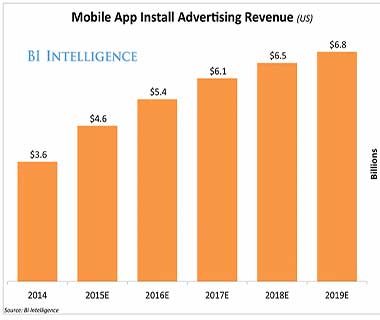 Mobile App Install Advertising Revenue (US)
BI INTELLIGENCE
$3.6
$4.6
$5.4
$6.1
$6.5
$6.8
Billions
2014
2015E
2016E
2017E
2018E
2019E
Source: BI Intelligence